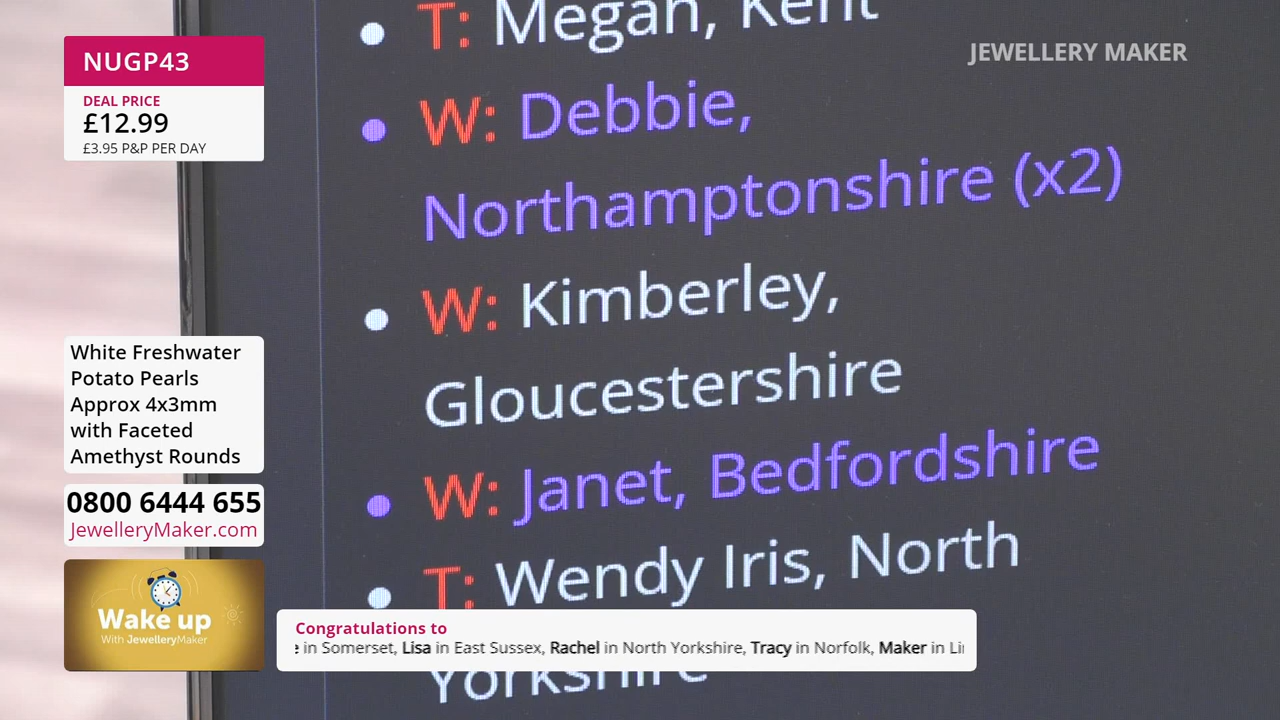 NUGP43
DEAL PRICE
£12.99
£3.95 P&P PER DAY
JEWELLERY MAKER
T: Megan, Kent
W: Debbie,
Northamptonshire (x2)
W: Kimberley,
Gloucestershire
W: Janet, Bedfordshire
T: Wendy Iris, North
Yorkshire
White Freshwater
Potato Pearls
Approx 4x3mm
with Faceted
Amethyst Rounds
0800 6444 655
JewelleryMaker.com
Wake up
With JewelleryMaker
Congratulations to
in Somerset, Lisa in East Sussex, Rachel in North Yorkshire, Tracy in Norfolk, Maker in